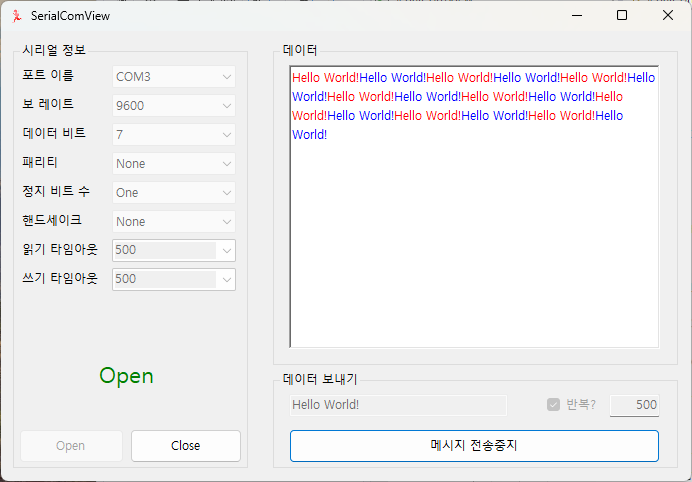 SerialComView
시리얼 정보
포트 이름 COM3
보 레이트 9600
데이터 비트 7
패리티 None
정지 비트 수 One
핸드세이크 None
읽기 타임아웃 500
쓰기 타임아웃 500
Open
Open Close
데이터
Hello World!Hello World!Hello World!Hello World!Hello World!Hello
World!Hello World!Hello World!Hello World!Hello World!Hello
World!Hello World!Hello World!Hello World!Hello World!Hello
World!
데이터 보내기
Hello World! 반복? 500
메시지 전송중지